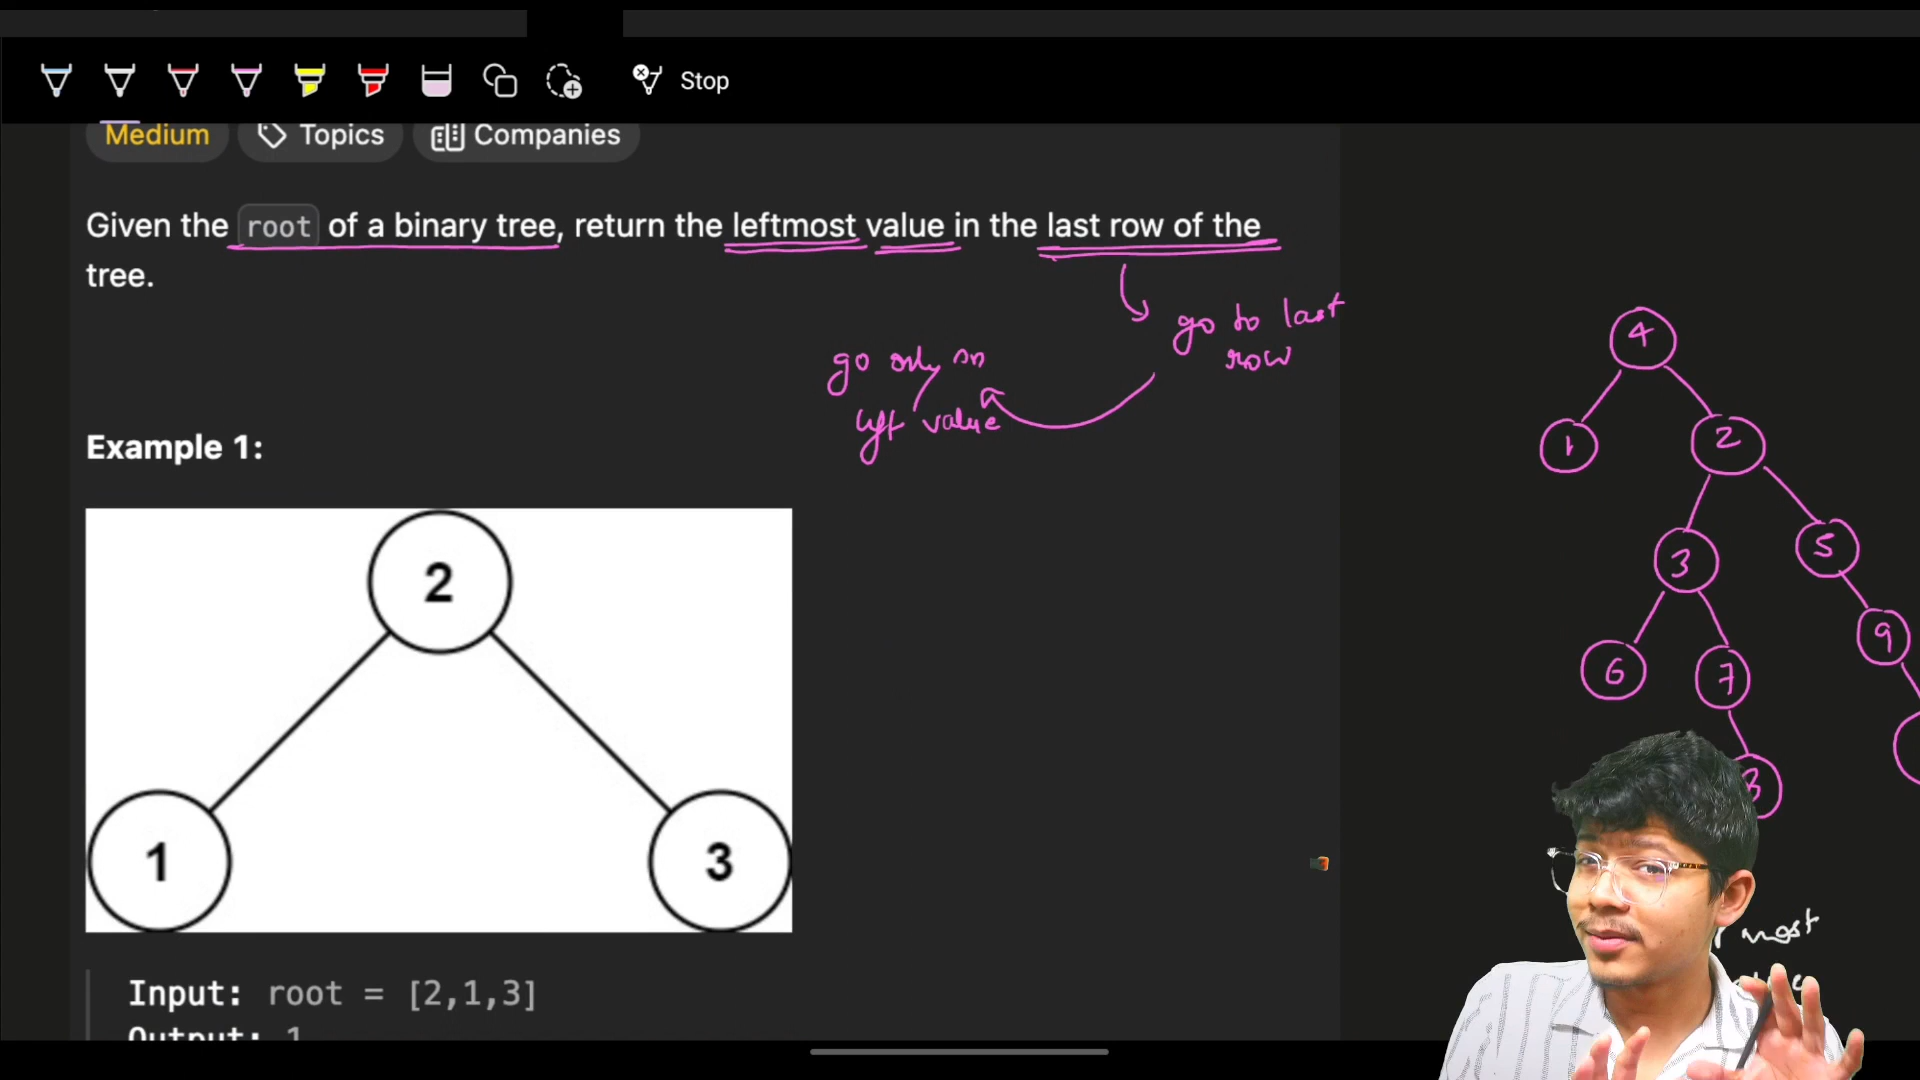 Stop
Medium
Topics
Companies
Given the root of a binary tree, return the leftmost value in the last row of the
tree.
go to last
row
go only on
left value
Example 1:
2
1
3
4
1
2
3
5
6
7
9
most
Input: root = [2,1,3]
Output: 1